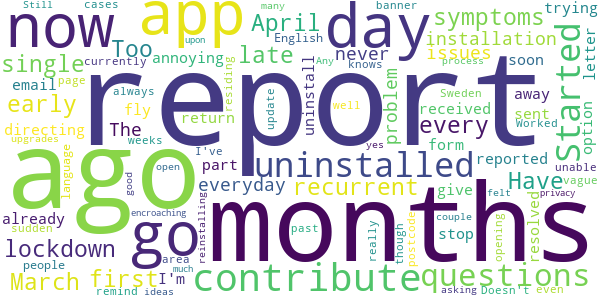 Still many cases upon banner trying
now app day symptoms
April English knows letter
Too late never installation
single annoying currently Any issues soon
email page always residing uninstall problem process option
early report Started
The fly return update Sweden away
directing received sent
language weeks I've every form Worked well
upgrades part reported yes unable
ago uninstalled Have vague
good open everyday recurrent give felt privacy
already sudden encroaching reinstalling months couple
lockdown go area past really though postcode stop opening resolved
people I'm much contribute questions
March first remind ideas asking Doesn't even